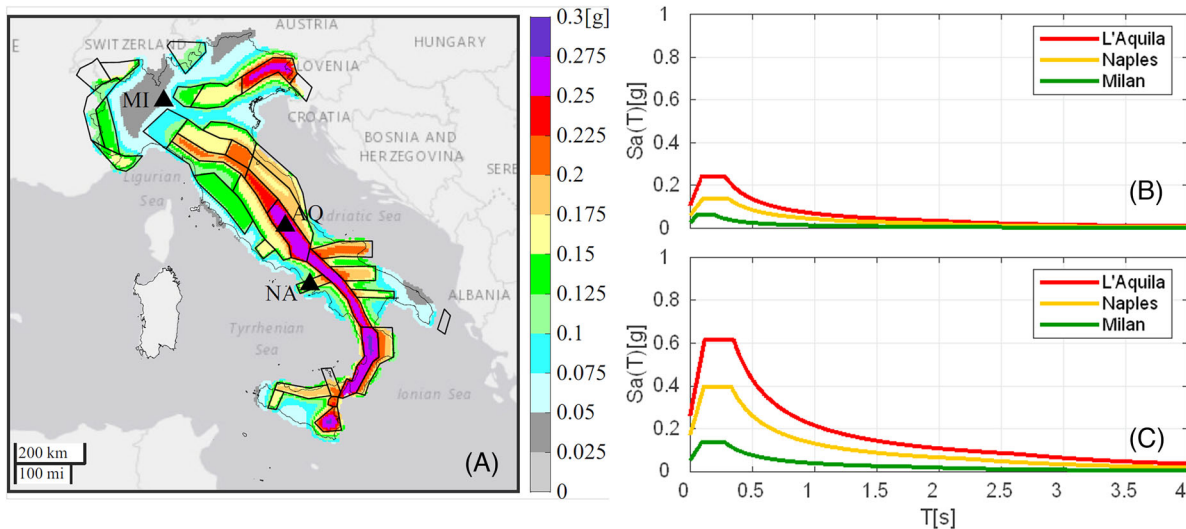 AUSTRIA
SWITZERLAND
HUNGARY
SLOVENIA
MI
CROATIA
BOSNIA AND
HERZEGOVINA
SERE
Ligurian
Sea
AQ
Adriatic Sea
NA
ALBANIA
Tyrrhenian
Sea
Ionian Sea
200 km
100 mi
(A)
0.3[g]
0.275
0.25
0.225
0.2
0.175
0.15
0.125
0.1
0.075
0.05
0.025
0
Sa(T)[g]
1
0.8
0.6
0.4
0.2
0
L'Aquila
Naples
Milan
(B)
Sa(T)[g]
1
0.8
0.6
0.4
0.2
0
L'Aquila
Naples
Milan
(C)
0 0.5 1 1.5 2 2.5 3 3.5 4
T[s]